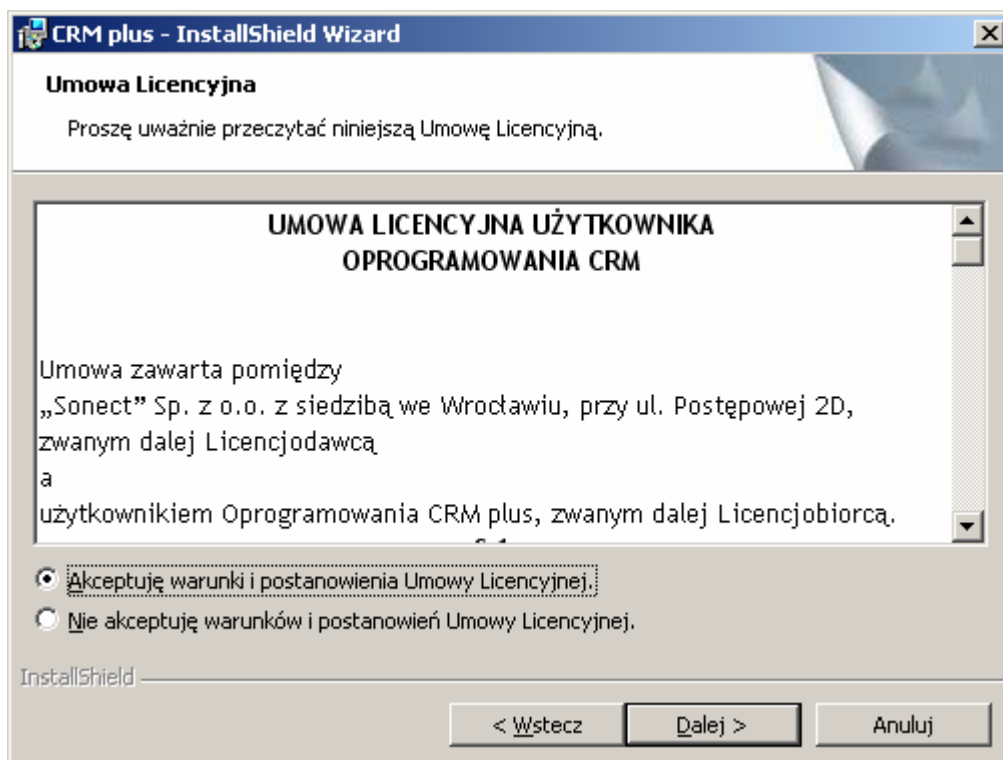 CRM plus - InstallShield Wizard
Umowa Licencyjna
Proszę uważnie przeczytać niniejszą Umowę Licencyjną.
UMOWA LICENCYJNA UŻYTKOWNIKA
OPROGRAMOWANIA CRM
Umowa zawarta pomiędzy
„Sonect” Sp. z o.o. z siedzibą we Wrocławiu, przy ul. Postępowej 2D,
zwanym dalej Licencjodawcą
a
użytkownikiem Oprogramowania CRM plus, zwanym dalej Licencjobiorcą.
Akceptuję warunki i postanowienia Umowy Licencyjnej.
Nie akceptuję warunków i postanowień Umowy Licencyjnej.
InstallShield
< Wstecz
Dalej >
Anuluj